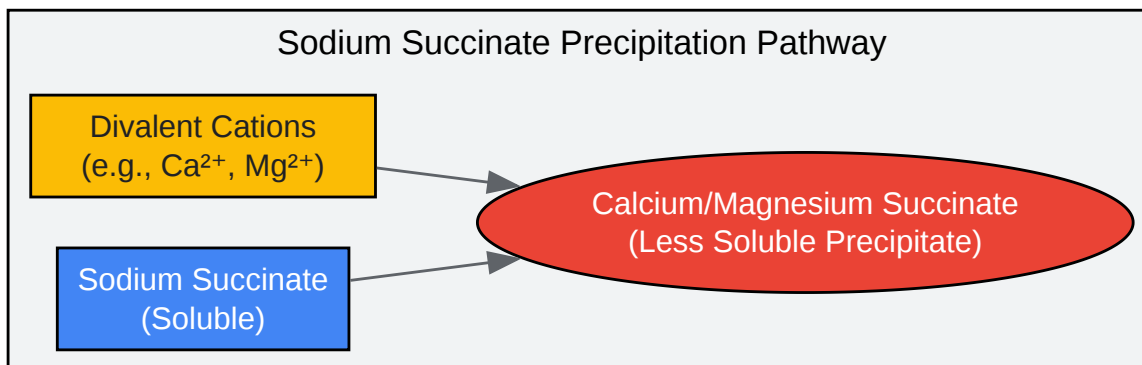 Sodium Succinate Precipitation Pathway
Divalent Cations
(e.g., Ca²⁺, Mg²⁺)
Calcium/Magnesium Succinate
(Less Soluble Precipitate)
Sodium Succinate
(Soluble)